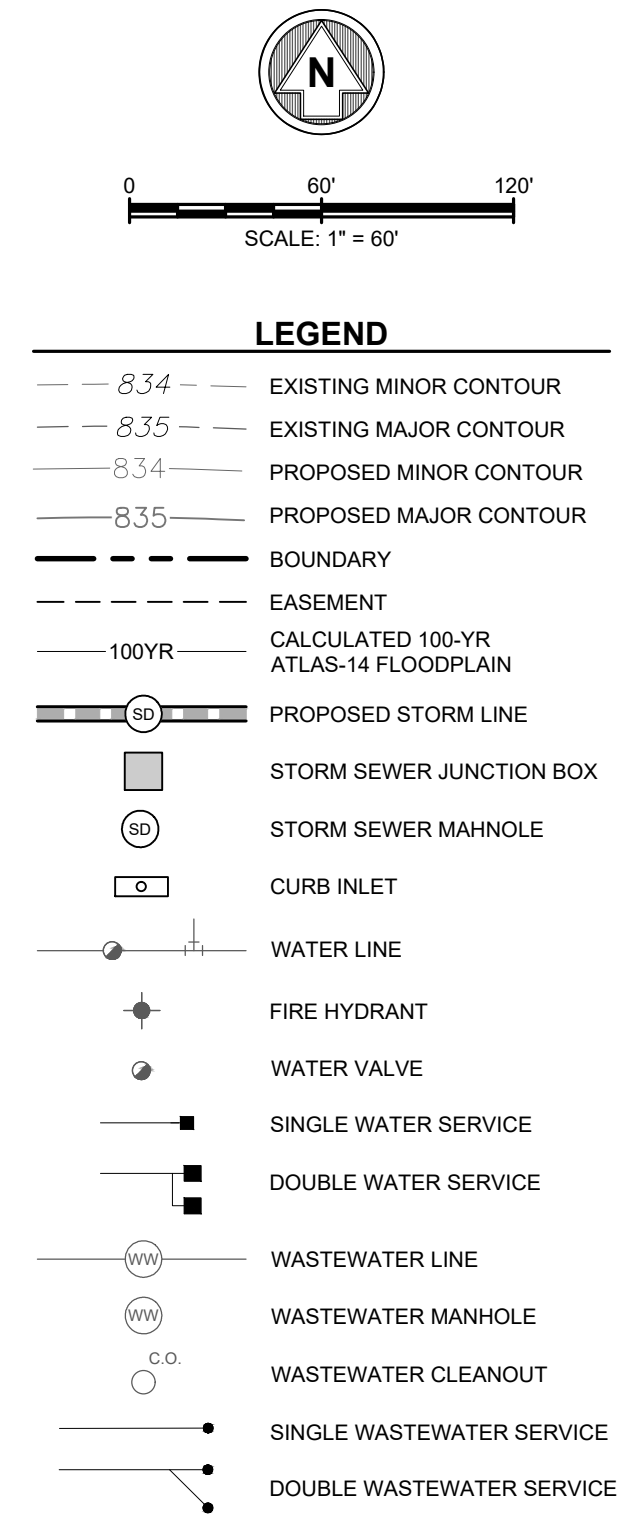 N
0 60' 120'
SCALE: 1" = 60'
LEGEND
834 EXISTING MINOR CONTOUR
835 EXISTING MAJOR CONTOUR
834 PROPOSED MINOR CONTOUR
835 PROPOSED MAJOR CONTOUR
BOUNDARY
EASEMENT
100YR CALCULATED 100-YR
ATLAS-14 FLOODPLAIN
SD PROPOSED STORM LINE
STORM SEWER JUNCTION BOX
SD STORM SEWER MAHNOLE
CURB INLET
WATER LINE
FIRE HYDRANT
WATER VALVE
SINGLE WATER SERVICE
DOUBLE WATER SERVICE
WW WASTEWATER LINE
WW WASTEWATER MANHOLE
C.O.
WASTEWATER CLEANOUT
SINGLE WASTEWATER SERVICE
DOUBLE WASTEWATER SERVICE